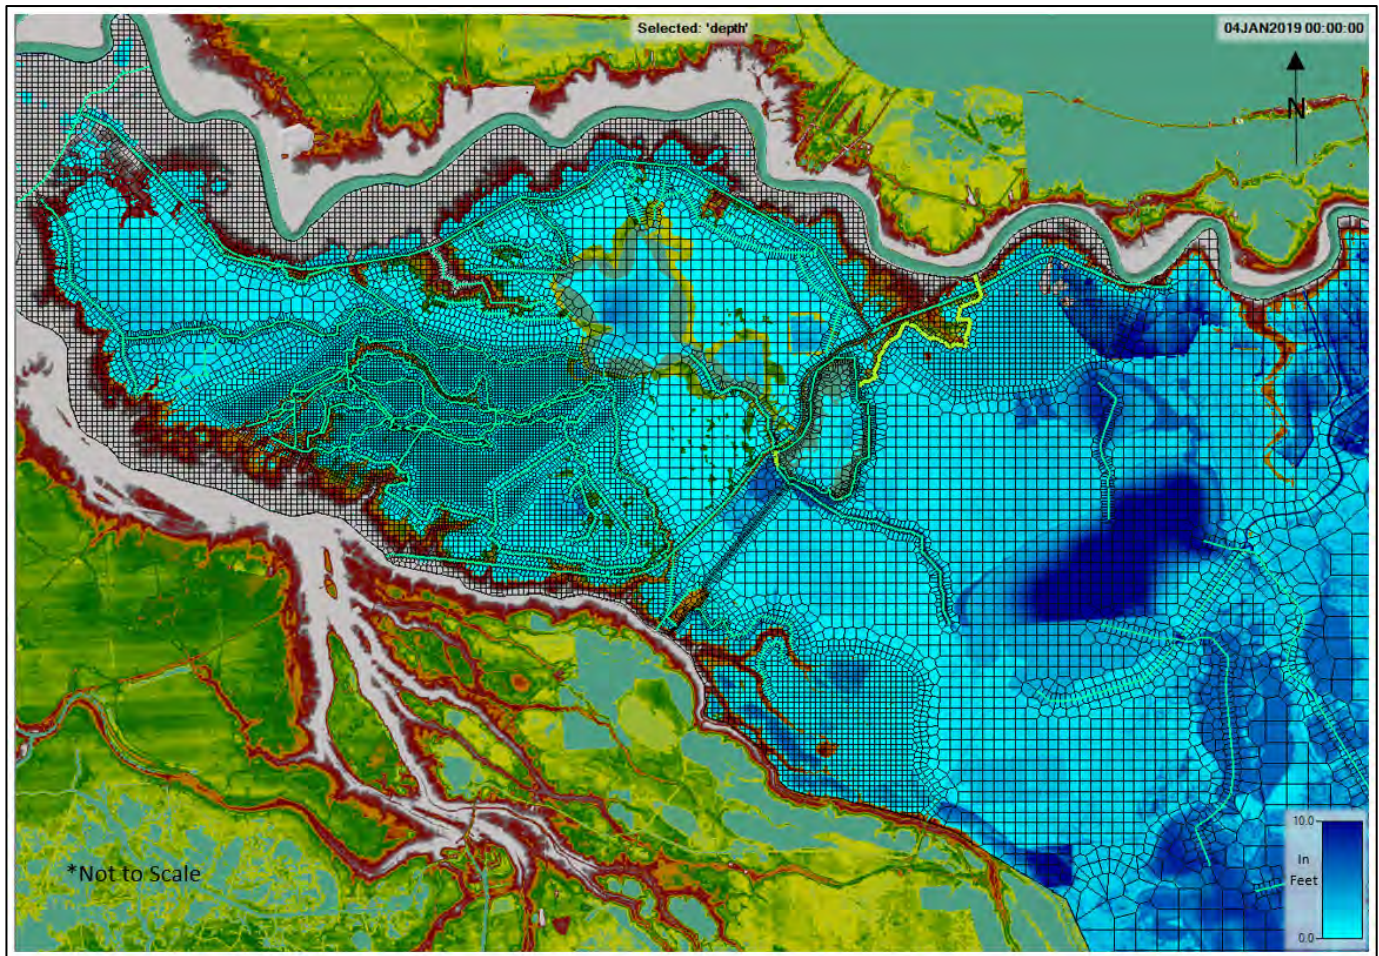 Selected: 'depth'
04JAN2019 00:00:00
N
*Not to Scale
10.0
In
Feet
0.0